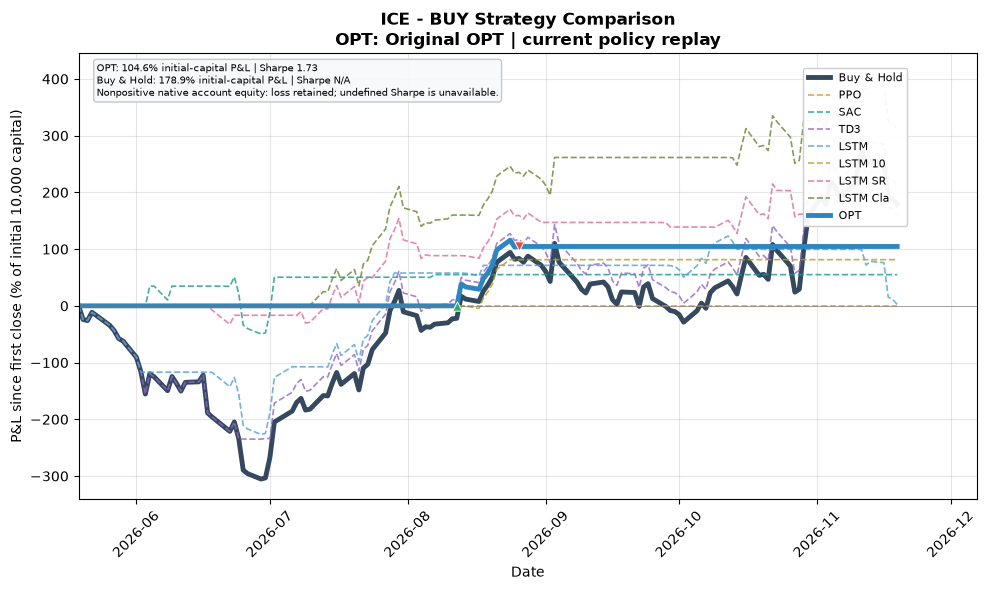 ICE - BUY Strategy Comparison
OPT: Original OPT | current policy replay
OPT: 104.6% initial-capital P&L | Sharpe 1.73
Buy & Hold: 178.9% initial-capital P&L | Sharpe N/A
Nonpositive native account equity: loss retained; undefined Sharpe is unavailable.
Buy & Hold
PPO
SAC
TD3
LSTM
LSTM 10
LSTM SR
LSTM Cla
OPT
P&L since first close (% of initial 10,000 capital)
400
300
200
100
0
−100
−200
−300
2026-06
2026-07
2026-08
2026-09
2026-10
2026-11
2026-12
Date